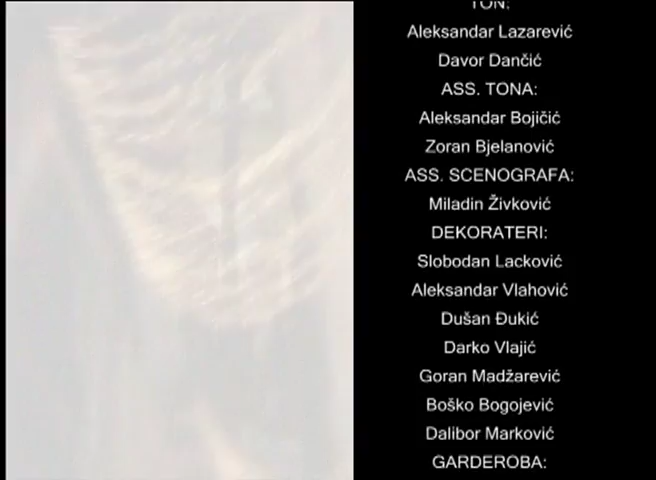 TON:
Aleksandar Lazarević
Davor Dančić
ASS. TONA:
Aleksandar Bojičić
Zoran Bjelanović
ASS. SCENOGRAFA:
Miladin Živković
DEKORATERI:
Slobodan Lacković
Aleksandar Vlahović
Dušan Đukić
Darko Vlajić
Goran Madžarević
Boško Bogojević
Dalibor Marković
GARDEROBA: